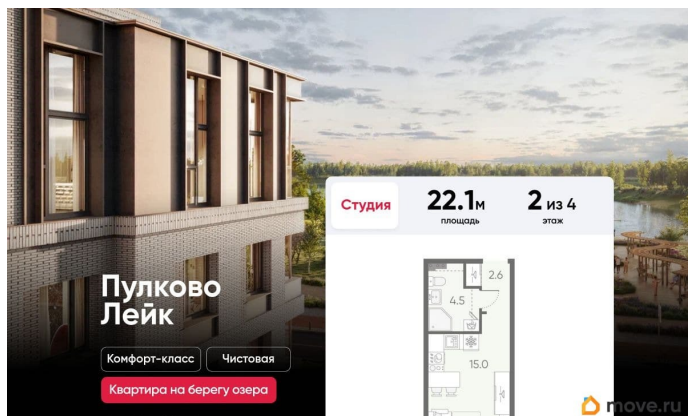 Студия
22.1м
площадь
2 из 4
этаж
2.6
4.5
15.0
Пулково
Лейк
Комфорт-класс
Чистовая
Квартира на берегу озера
move.ru